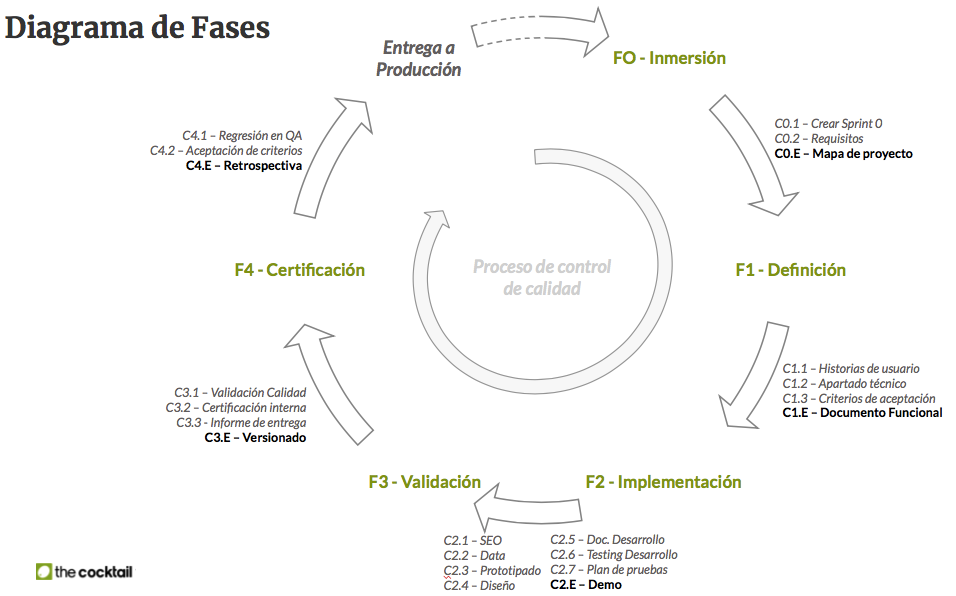 Diagrama de Fases
Entrega a
Producción
FO - Inmersión
C0.1 – Crear Sprint 0
C0.2 – Requisitos
C0.E – Mapa de proyecto
F1 - Definición
C1.1 – Historias de usuario
C1.2 – Apartado técnico
C1.3 – Criterios de aceptación
C1.E – Documento Funcional
F2 - Implementación
C2.1 – SEO
C2.2 – Data
C2.3 – Prototipado
C2.4 – Diseño
C2.5 – Doc. Desarrollo
C2.6 – Testing Desarrollo
C2.7 – Plan de pruebas
C2.E – Demo
F3 - Validación
C3.1 – Validación Calidad
C3.2 – Certificación interna
C3.3 - Informe de entrega
C3.E – Versionado
F4 - Certificación
C4.1 – Regresión en QA
C4.2 – Aceptación de criterios
C4.E – Retrospectiva
Proceso de control
de calidad
the cocktail